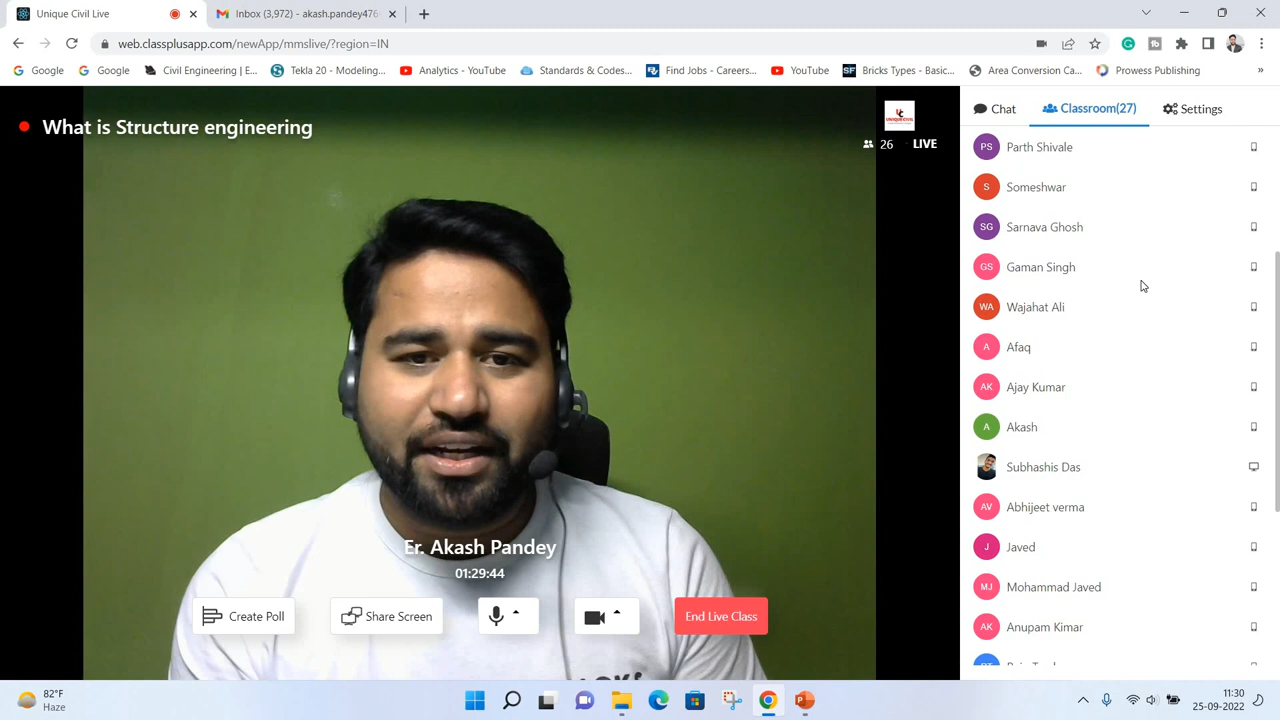 Unique Civil Live
Inbox (3,972) - akash.pandey476
web.classplusapp.com/newApp/mmslive/?region=IN
Google
Google
Civil Engineering | E...
Tekla 20 - Modeling...
Analytics - YouTube
Standards & Codes...
Find Jobs - Careers...
YouTube
Bricks Types - Basic...
Area Conversion Ca...
Prowess Publishing
»
What is Structure engineering
UNIQUE CIVIL
26 · LIVE
Chat
Classroom(27)
Settings
PS Parth Shivale
S Someshwar
SG Sarnava Ghosh
GS Gaman Singh
WA Wajahat Ali
A Afaq
AK Ajay Kumar
A Akash
Subhashis Das
AV Abhijeet verma
J Javed
MJ Mohammad Javed
AK Anupam Kimar
Er. Akash Pandey
01:29:44
Create Poll
Share Screen
End Live Class
82°F
Haze
11:30
25-09-2022